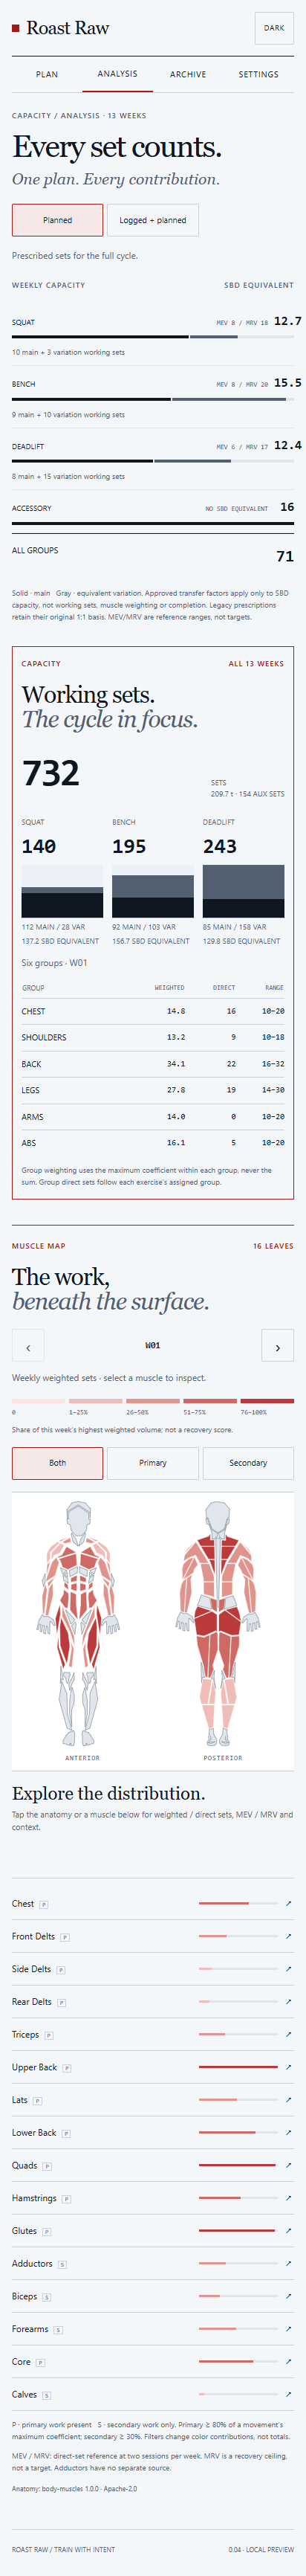 Roast Raw
DARK
PLAN ANALYSIS ARCHIVE SETTINGS
CAPACITY / ANALYSIS · 13 WEEKS
Every set counts.
One plan. Every contribution.
Planned Logged + planned
Prescribed sets for the full cycle.
WEEKLY CAPACITY SBD EQUIVALENT
SQUAT MEV 8 / MRV 18 12.7
10 main + 3 variation working sets
BENCH MEV 8 / MRV 20 15.5
9 main + 10 variation working sets
DEADLIFT MEV 6 / MRV 17 12.4
8 main + 15 variation working sets
ACCESSORY NO SBD EQUIVALENT 16
ALL GROUPS 71
Solid · main Gray · equivalent variation. Approved transfer factors apply only to SBD
capacity, not working sets, muscle weighting or completion. Legacy prescriptions
retain their original 1:1 basis. MEV/MRV are reference ranges, not targets.
CAPACITY ALL 13 WEEKS
Working sets.
The cycle in focus.
732 SETS
209.7 t · 154 AUX SETS
SQUAT BENCH DEADLIFT
140 195 243
112 MAIN / 28 VAR 92 MAIN / 103 VAR 85 MAIN / 158 VAR
137.2 SBD EQUIVALENT 156.7 SBD EQUIVALENT 129.8 SBD EQUIVALENT
Six groups · W01
GROUP WEIGHTED DIRECT RANGE
CHEST 14.8 16 10–20
SHOULDERS 13.2 9 10–18
BACK 34.1 22 16–32
LEGS 27.8 19 14–30
ARMS 14.0 0 10–20
ABS 16.1 5 10–20
Group weighting uses the maximum coefficient within each group, never the
sum. Group direct sets follow each exercise's assigned group.
MUSCLE MAP 16 LEAVES
The work,
beneath the surface.
‹ W01 ›
Weekly weighted sets · select a muscle to inspect.
0 1–25% 26–50% 51–75% 76–100%
Share of this week's highest weighted volume; not a recovery score.
Both Primary Secondary
ANTERIOR POSTERIOR
Explore the distribution.
Tap the anatomy or a muscle below for weighted / direct sets, MEV / MRV and
context.
Chest P ↗
Front Delts P ↗
Side Delts P ↗
Rear Delts P ↗
Triceps P ↗
Upper Back P ↗
Lats P ↗
Lower Back P ↗
Quads P ↗
Hamstrings P ↗
Glutes P ↗
Adductors S ↗
Biceps S ↗
Forearms S ↗
Core P ↗
Calves S ↗
P · primary work present S · secondary work only. Primary ≥ 80% of a movement's
maximum coefficient; secondary ≥ 30%. Filters change contributions, not totals.
MEV / MRV: direct-set reference at two sessions per week. MRV is a recovery ceiling,
not a target. Adductors have no separate source.
Anatomy: body-muscles 1.0.0 · Apache-2.0
ROAST RAW / TRAIN WITH INTENT 0.04 · LOCAL PREVIEW